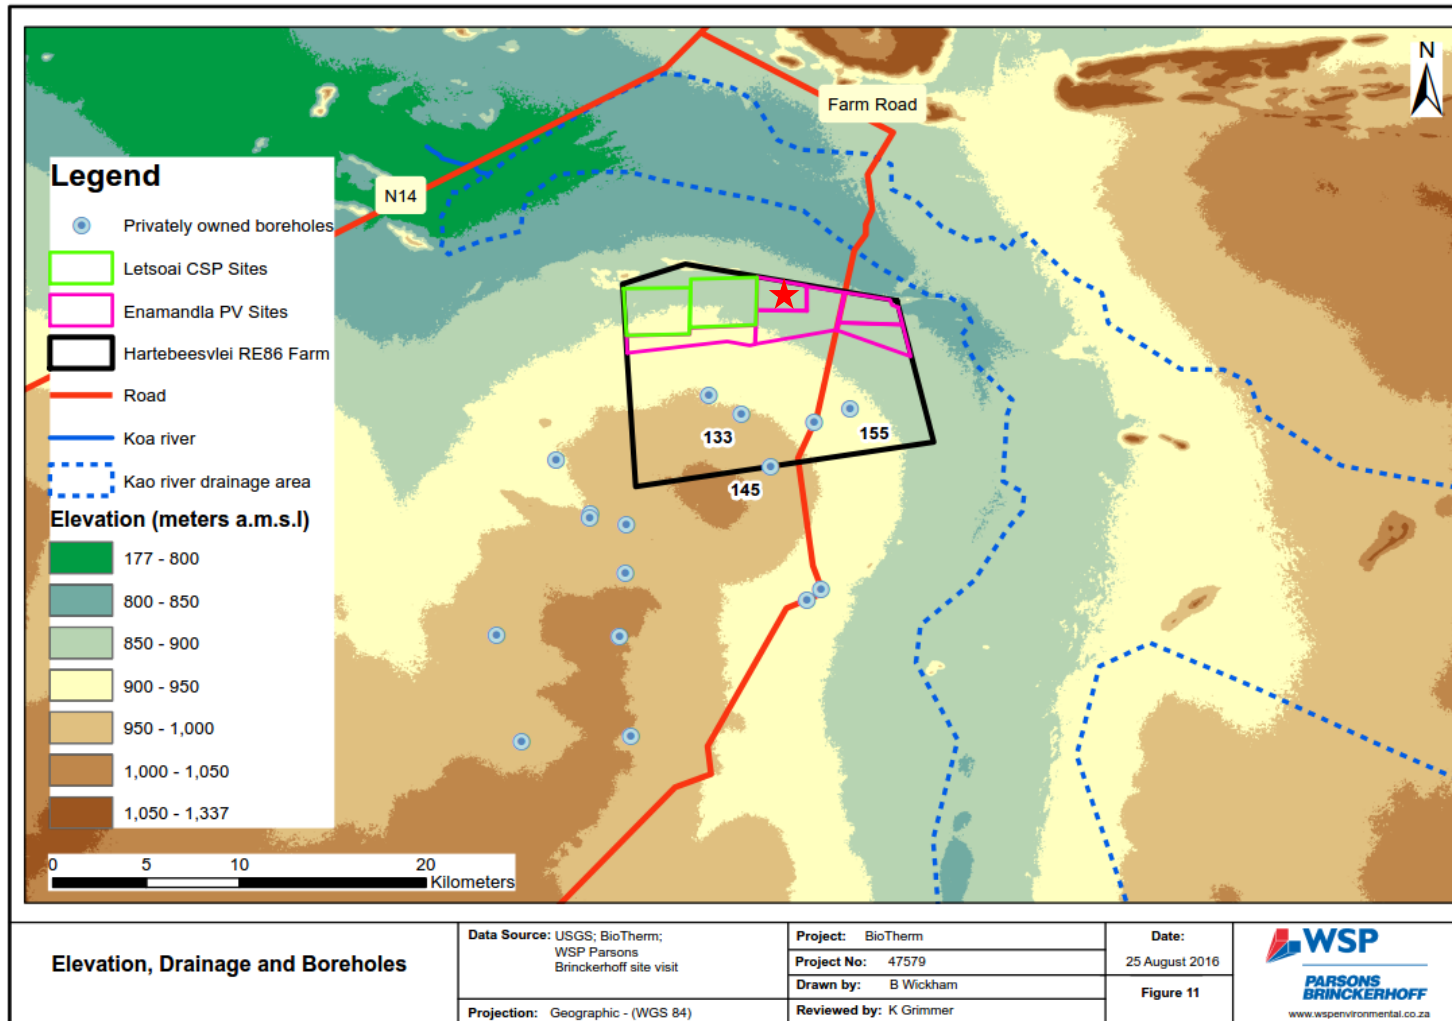 N
Farm Road
N14
Legend
Privately owned boreholes
Letsoai CSP Sites
Enamandla PV Sites
Hartebeesvlei RE86 Farm
Road
Koa river
Kao river drainage area
Elevation (meters a.m.s.l)
177 - 800
800 - 850
850 - 900
900 - 950
950 - 1,000
1,000 - 1,050
1,050 - 1,337
133
155
145
0 5 10 20
Kilometers
Elevation, Drainage and Boreholes
Data Source: USGS; BioTherm;
WSP Parsons
Brinckerhoff site visit
Projection: Geographic - (WGS 84)
Project: BioTherm
Project No: 47579
Drawn by: B Wickham
Reviewed by: K Grimmer
Date:
25 August 2016
Figure 11
WSP
PARSONS
BRINCKERHOFF
www.wspenvironmental.co.za